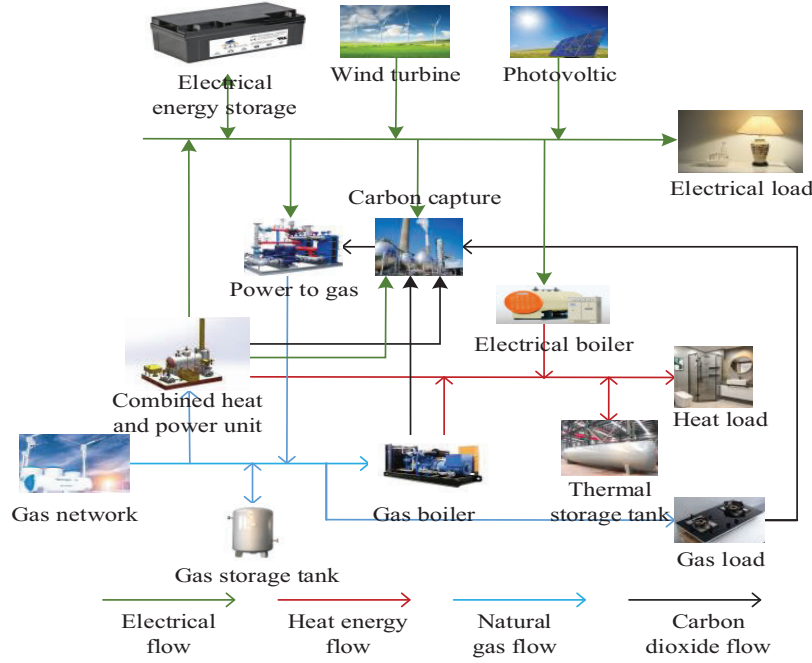 Electrical
energy storage
Wind turbine
Photovoltic
Electrical load
Carbon capture
Power to gas
Electrical boiler
Combined heat
and power unit
Heat load
Gas network
Gas storage tank
Gas boiler
Thermal
storage tank
Gas load
Electrical
flow
Heat energy
flow
Natural
gas flow
Carbon
dioxide flow